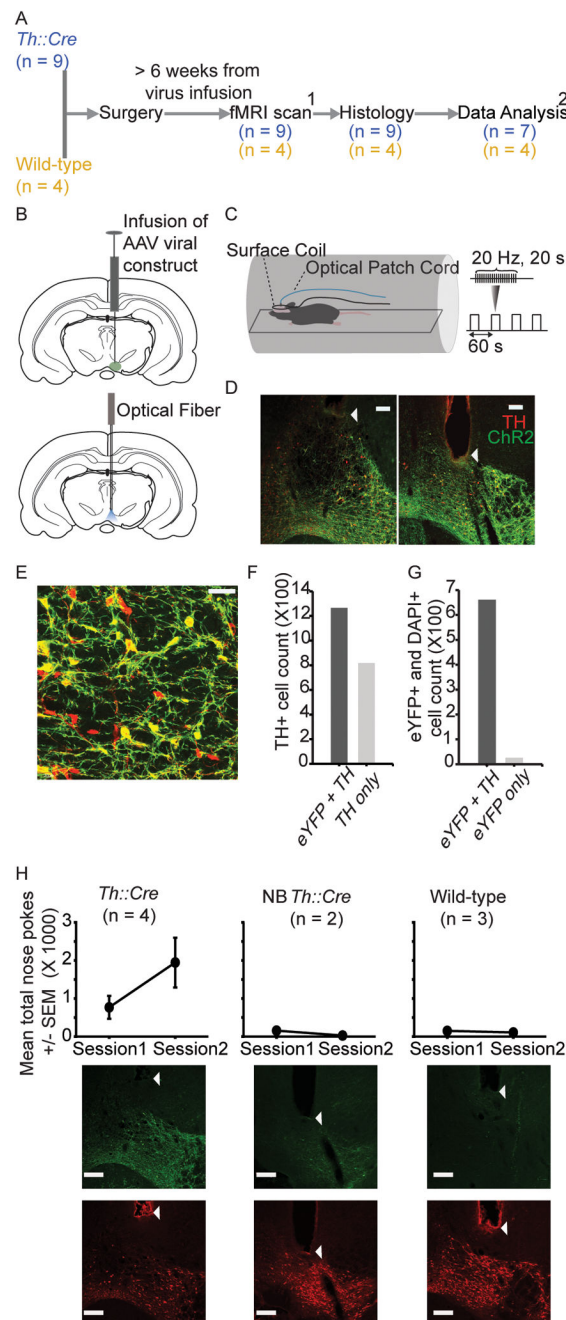 A
Th::Cre
(n = 9)
> 6 weeks from
virus infusion
Surgery
fMRI scan
1
Histology
Data Analysis
2
(n = 9)
(n = 9)
(n = 7)
Wild-type
(n = 4)
(n = 4)
(n = 4)
(n = 4)
B
Infusion of
AAV viral
construct
Optical Fiber
C
Surface Coil
Optical Patch Cord
20 Hz, 20 s
60 s
D
TH
ChR2
E
F
TH+ cell count (X100)
14
12
10
8
6
4
2
0
eYFP + TH
TH only
G
eYFP+ and DAPI+
cell count (X100)
7
6
5
4
3
2
1
0
eYFP + TH
eYFP only
H
Th::Cre
(n = 4)
NB Th::Cre
(n = 2)
Wild-type
(n = 3)
Mean total nose pokes
+/- SEM (X 1000)
3
2
1
0
Session1 Session2
Session1 Session2
Session1 Session2